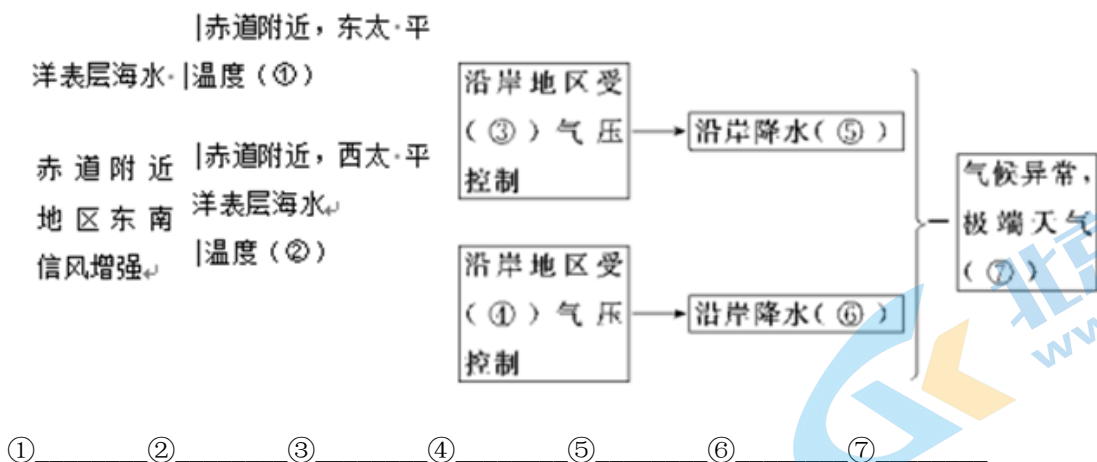 |赤道附近，东太·平
洋表层海水·|温度（①）
赤道附近
地区东南
信风增强↵
|赤道附近，西太·平
洋表层海水↵
|温度（②）
沿岸地区受
（③）气压
控制
沿岸降水（⑤）
沿岸地区受
（④）气压
控制
沿岸降水（⑥）
气候异常，
极端天气
（⑦）
①________②________③________④________⑤________⑥________⑦________